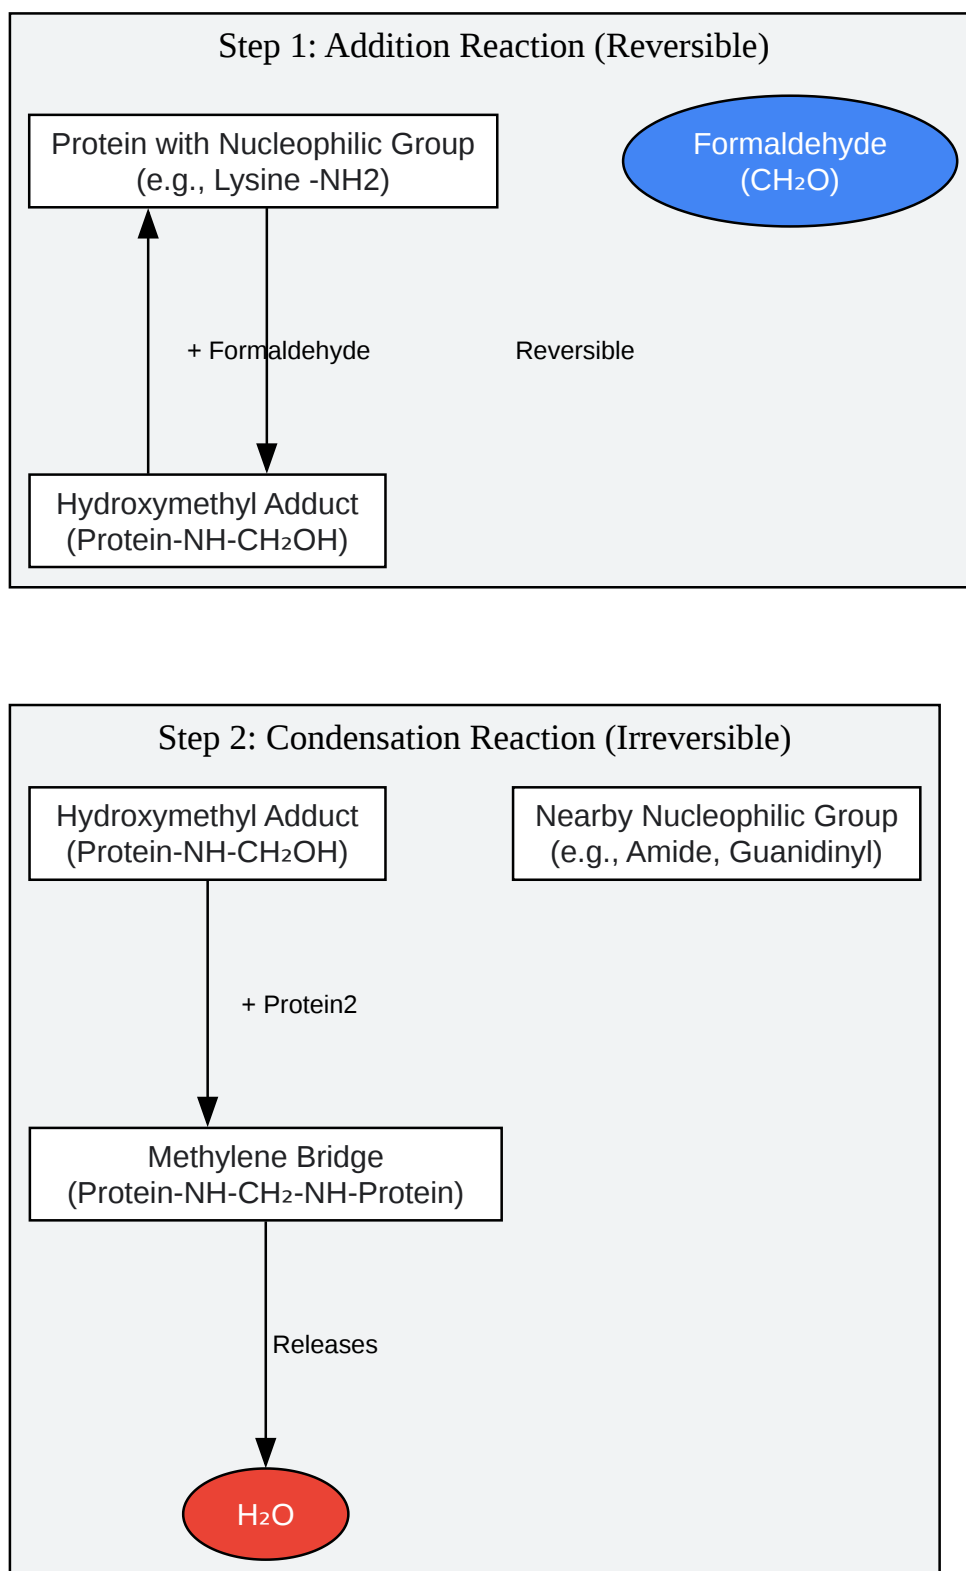 Step 1: Addition Reaction (Reversible)
Protein with Nucleophilic Group
(e.g., Lysine -NH2)
Formaldehyde
(CH₂O)
+ Formaldehyde
Reversible
Hydroxymethyl Adduct
(Protein-NH-CH₂OH)
Step 2: Condensation Reaction (Irreversible)
Hydroxymethyl Adduct
(Protein-NH-CH₂OH)
Nearby Nucleophilic Group
(e.g., Amide, Guanidinyl)
+ Protein2
Methylene Bridge
(Protein-NH-CH₂-NH-Protein)
Releases
H₂O